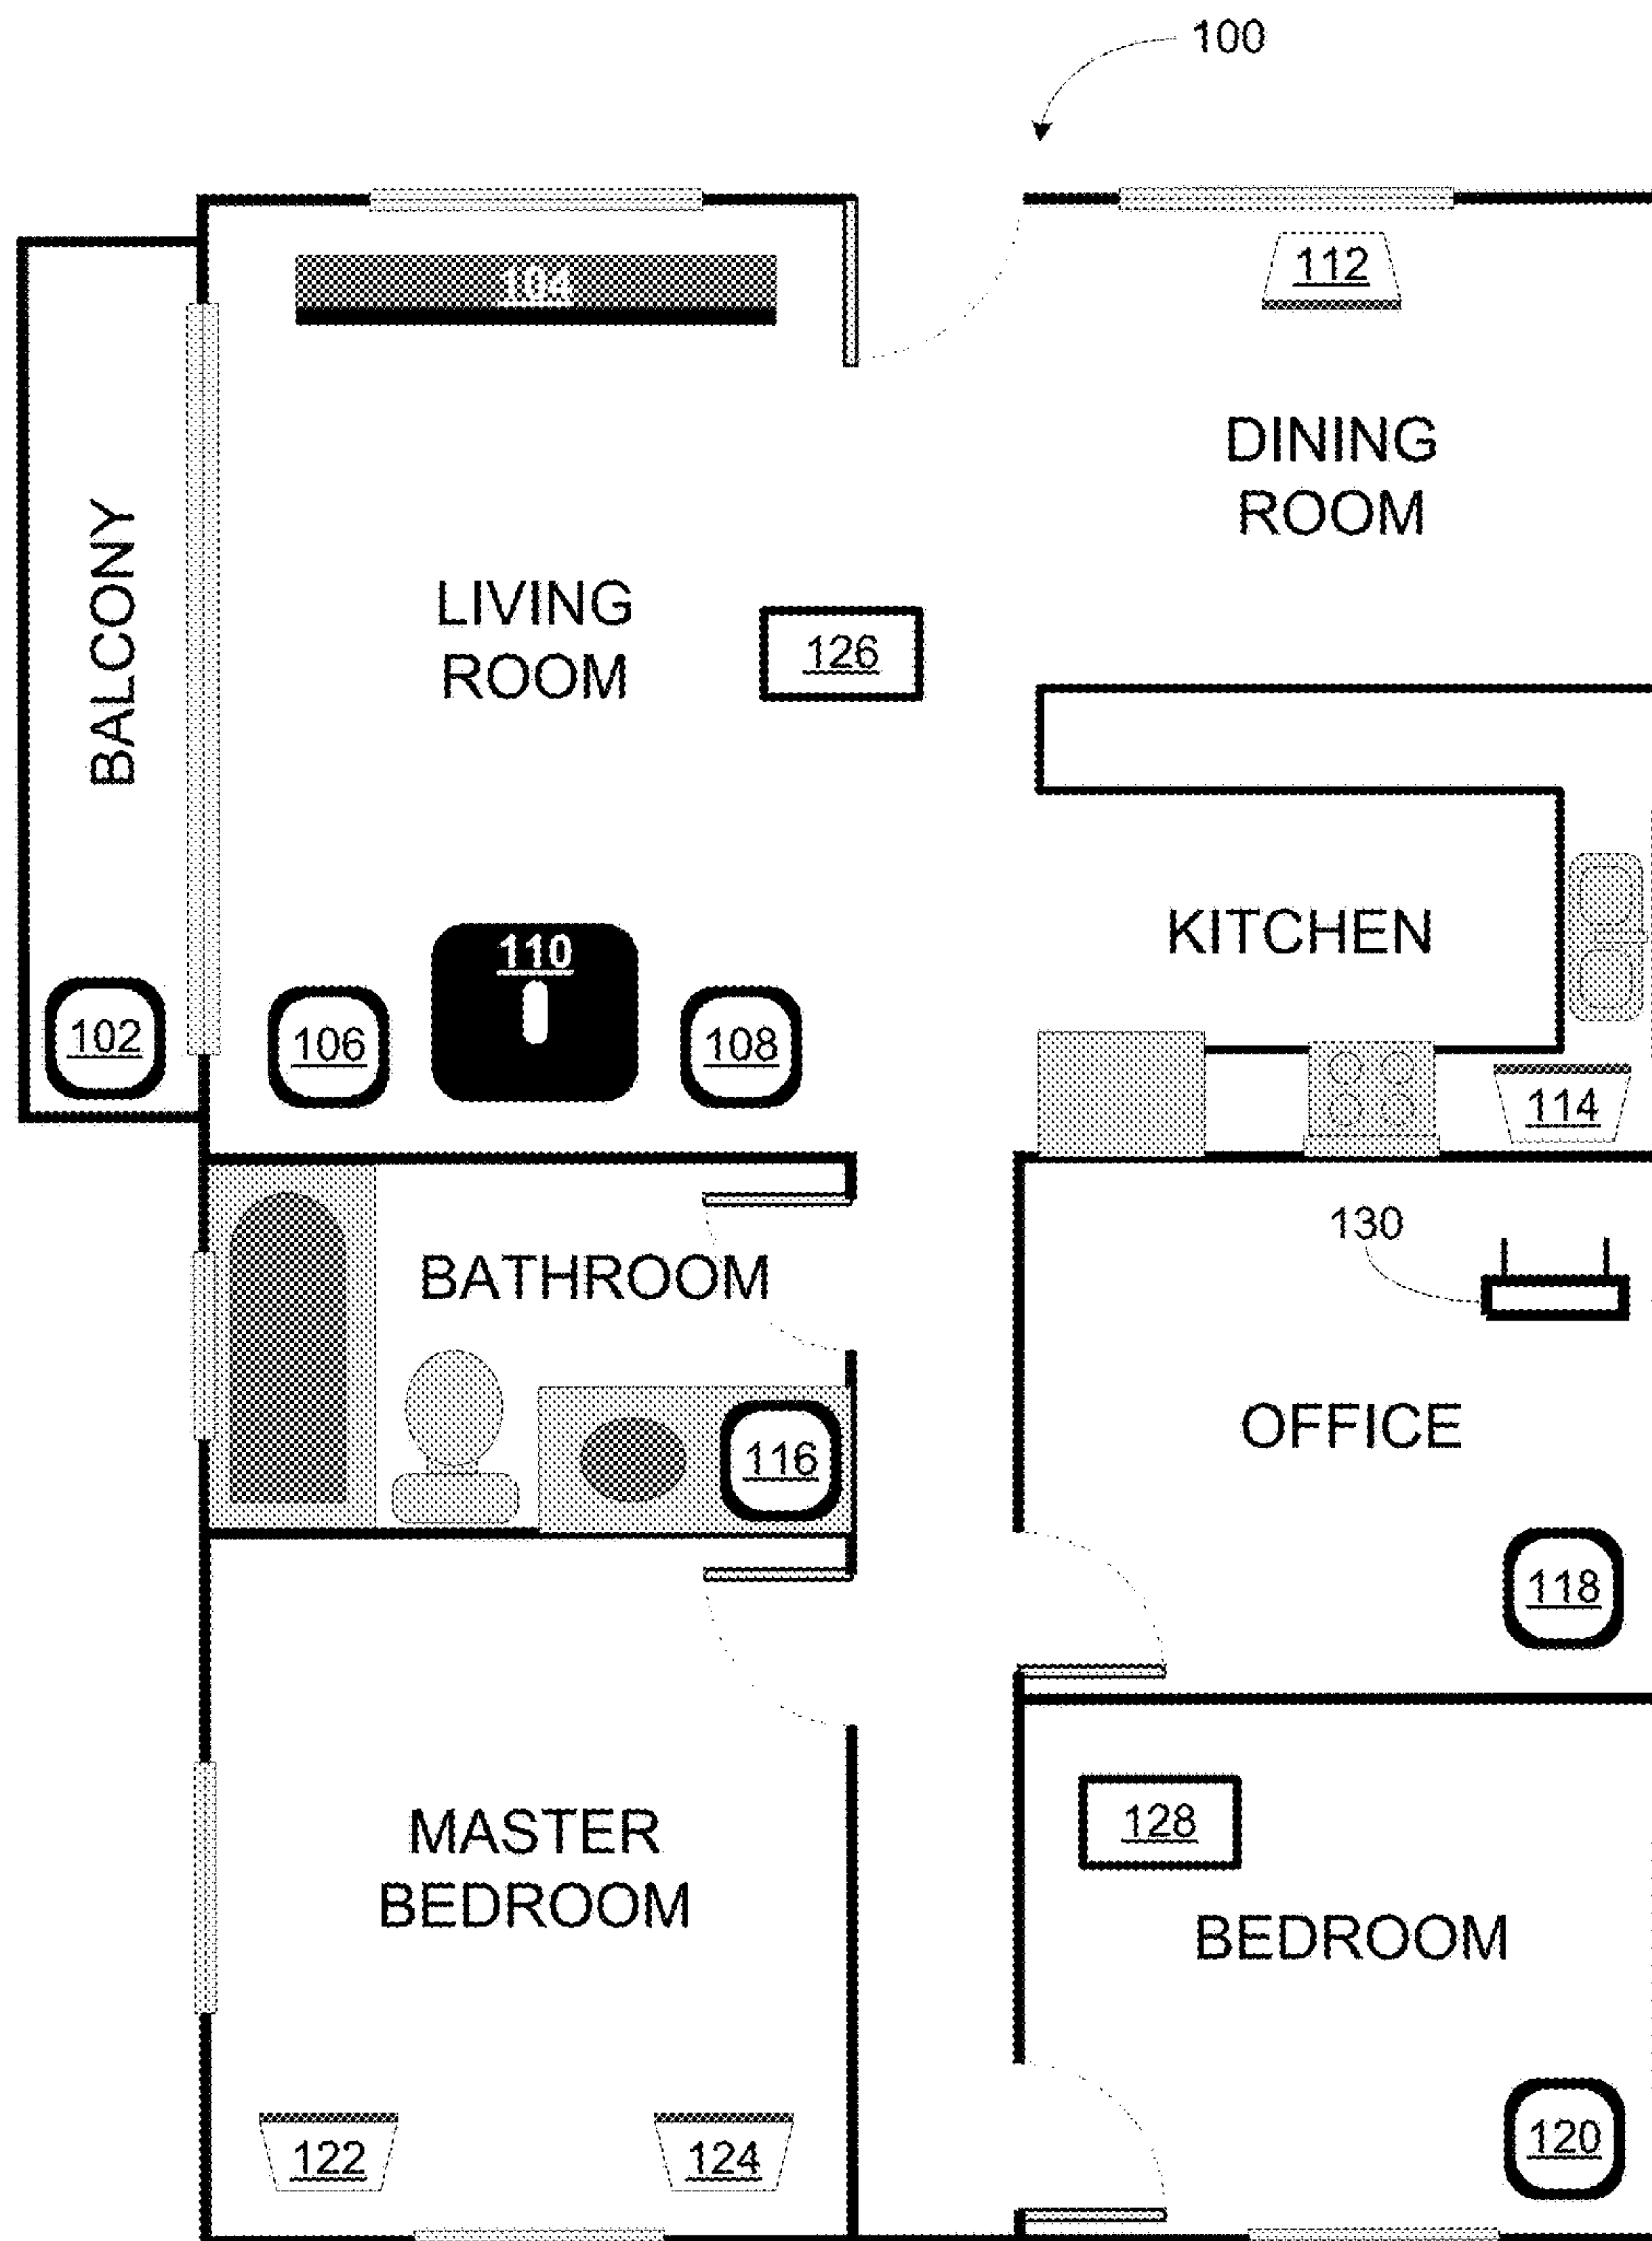 100
104
112
DINING
ROOM
BALCONY
LIVING
ROOM
126
KITCHEN
110
102
106
108
114
130
BATHROOM
OFFICE
116
118
128
MASTER
BEDROOM
BEDROOM
122
124
120